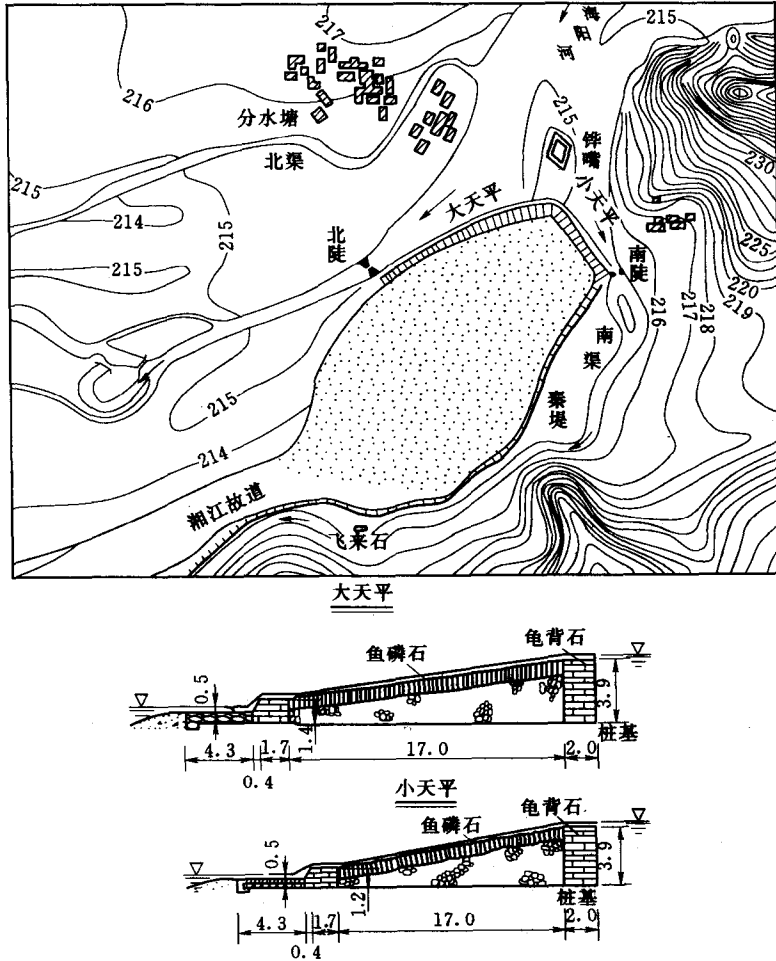 217
海阳河
215
216
分水塘
北渠
215
铧嘴
230
215
大天平
小天平
214
215
北陡
南陡
225
220
215
219
216
217
218
南渠
秦堤
215
214
湘江故道
飞来石
大天平
鱼磷石
龟背石
0.5
3.9
1.4
桩基
4.3
1.7
17.0
2.0
0.4
小天平
鱼磷石
龟背石
0.5
3.9
1.2
桩基
4.3
1.7
17.0
2.0
0.4